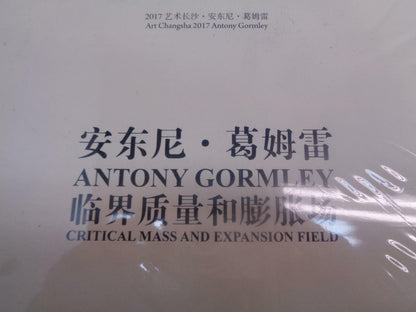 2017 艺术长沙·安东尼·葛姆雷
Art Changsha 2017 Antony Gormley
安东尼·葛姆雷
ANTONY GORMLEY
临界质量和膨胀场
CRITICAL MASS AND EXPANSION FIELD